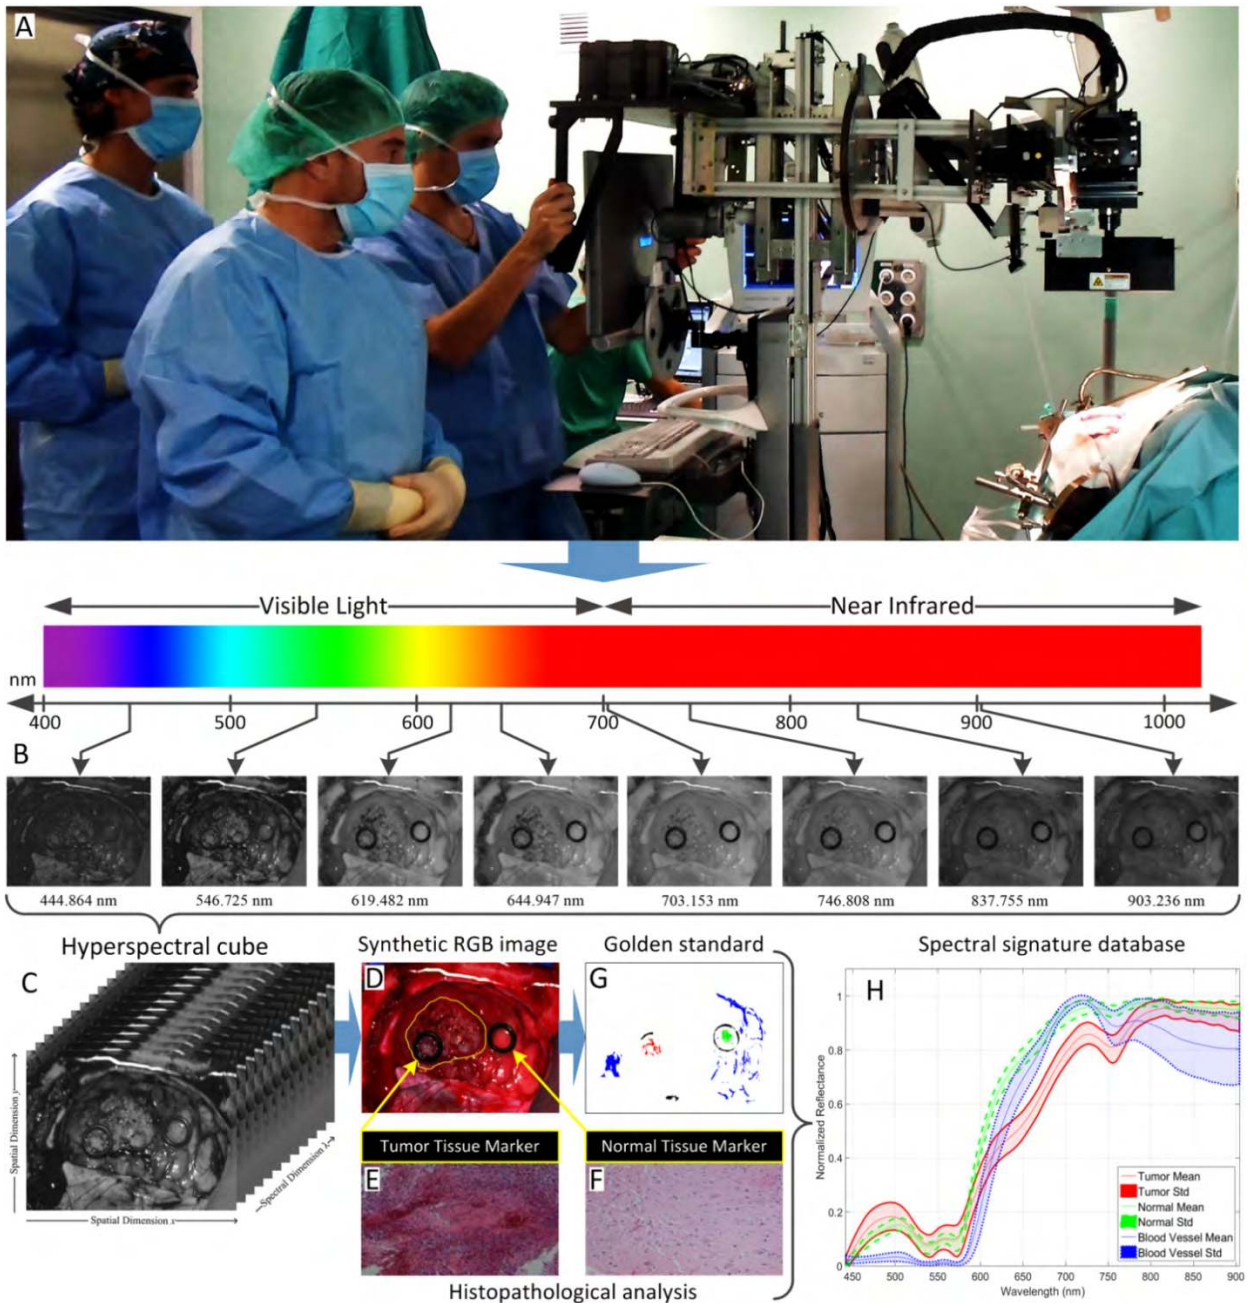 A
Visible Light
Near Infrared
nm
400
500
600
700
800
900
1000
B
444.864 nm
546.725 nm
619.482 nm
644.947 nm
703.153 nm
746.808 nm
837.755 nm
903.236 nm
Hyperspectral cube
Synthetic RGB image
Golden standard
Spectral signature database
C
Spatial Dimension y
Spatial Dimension x
Spectral Dimension λ
D
G
Tumor Tissue Marker
Normal Tissue Marker
E
F
Histopathological analysis
H
Normalized Reflectance
1
0.8
0.6
0.4
0.2
0
450
500
550
600
650
700
750
800
850
900
Wavelength (nm)
Tumor Mean
Tumor Std
Normal Mean
Normal Std
Blood Vessel Mean
Blood Vessel Std